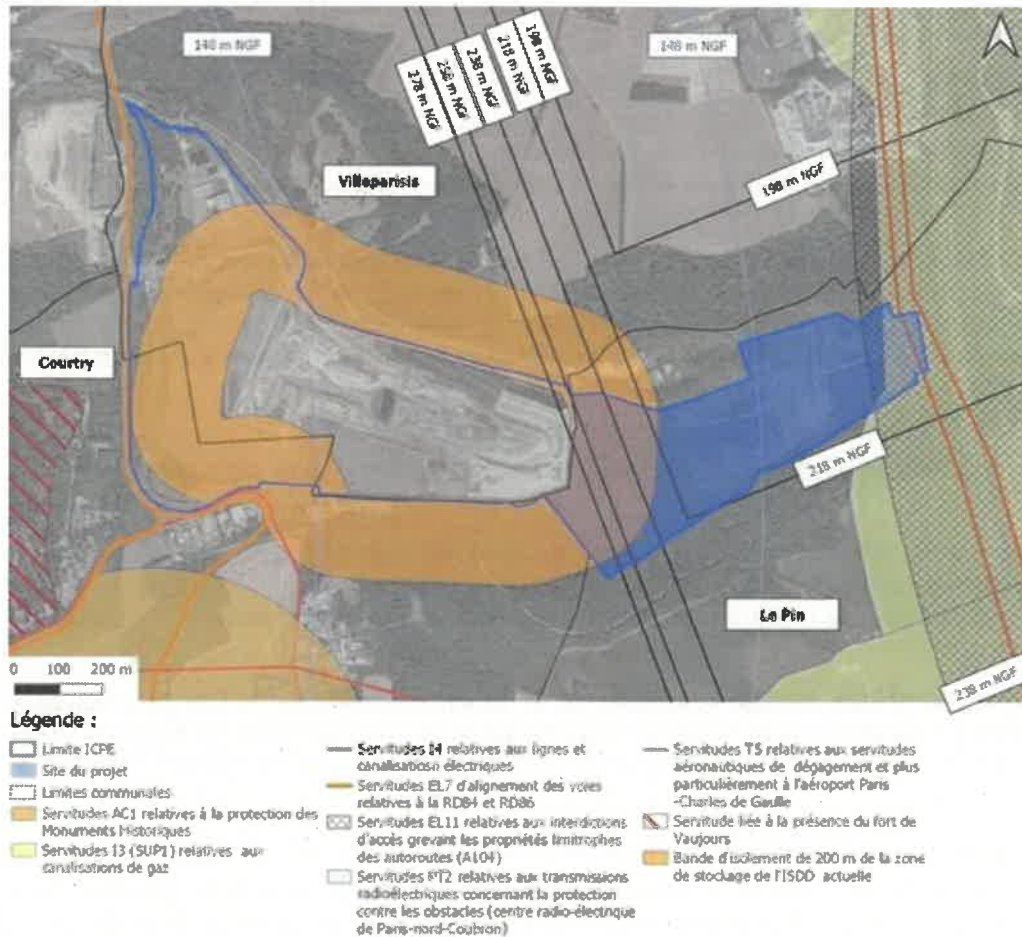 148 m NGF
148 m NGF
198 m NGF
218 m NGF
238 m NGF
258 m NGF
278 m NGF
198 m NGF
Villeparisis
Courtry
218 m NGF
Le Pin
238 m NGF
0 100 200 m
Légende :
Limite ICPE
Site du projet
Limites communales
Servitudes AC1 relatives à la protection des
Monuments Historiques
Servitudes I3 (SUP1) relatives aux
canalisations de gaz
Servitudes I4 relatives aux lignes et
canalisation électriques
Servitudes EL7 d'alignement des voies
relatives à la RD84 et RD86
Servitudes EL11 relatives aux interdictions
d'accès grevant les propriétés limitrophes
des autoroutes (A104)
Servitudes PT2 relatives aux transmissions
radioélectriques concernant la protection
contre les obstacles (centre radio-électrique
de Paris-nord-Coubron)
Servitudes T5 relatives aux servitudes
aéronautiques de dégagement et plus
particulièrement à l'aéroport Paris
-Charles de Gaulle
Servitude liée à la présence du fort de
Vaujours
Bande d'isolement de 200 m de la zone
de stockage de l'ISDD actuelle